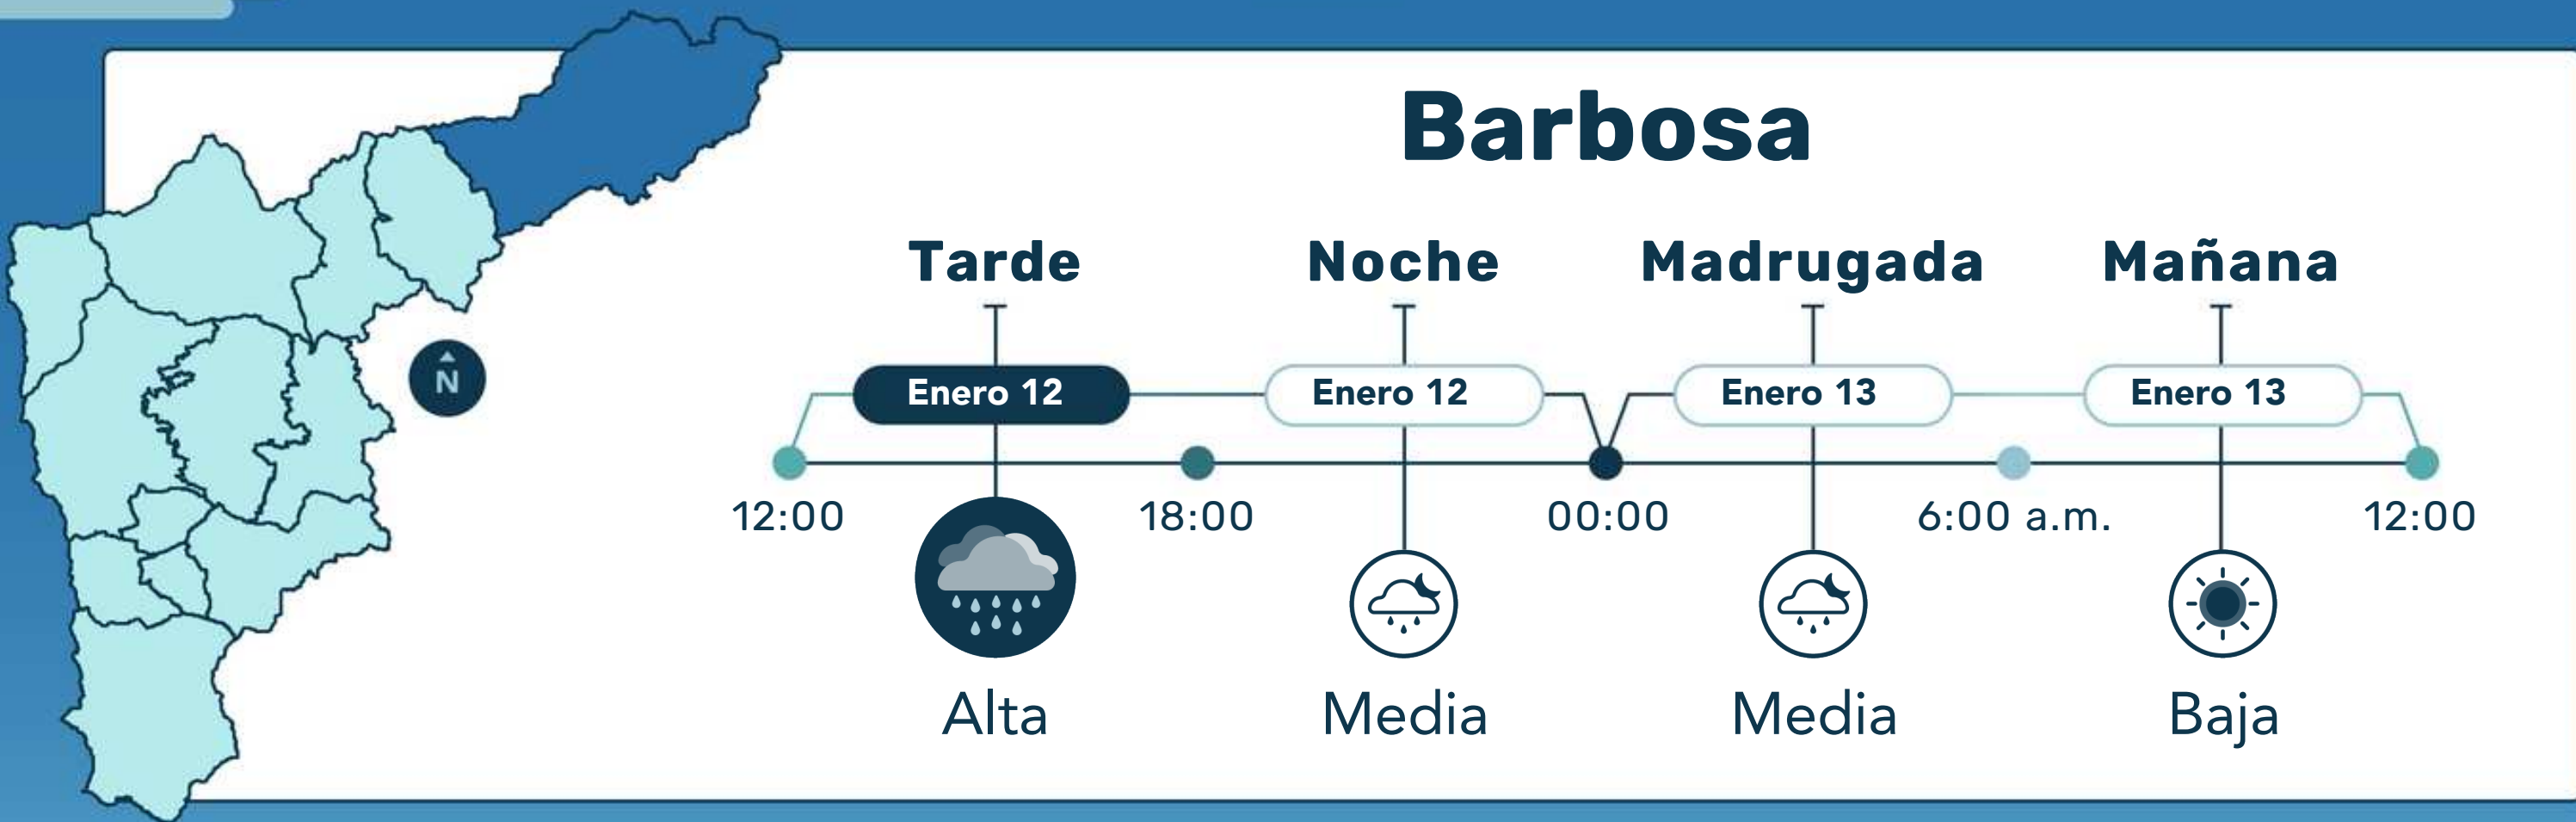 Barbosa
Tarde Noche Madrugada Mañana
N
Enero 12 Enero 12 Enero 13 Enero 13
12:00 18:00 00:00 6:00 a.m. 12:00
Alta Media Media Baja